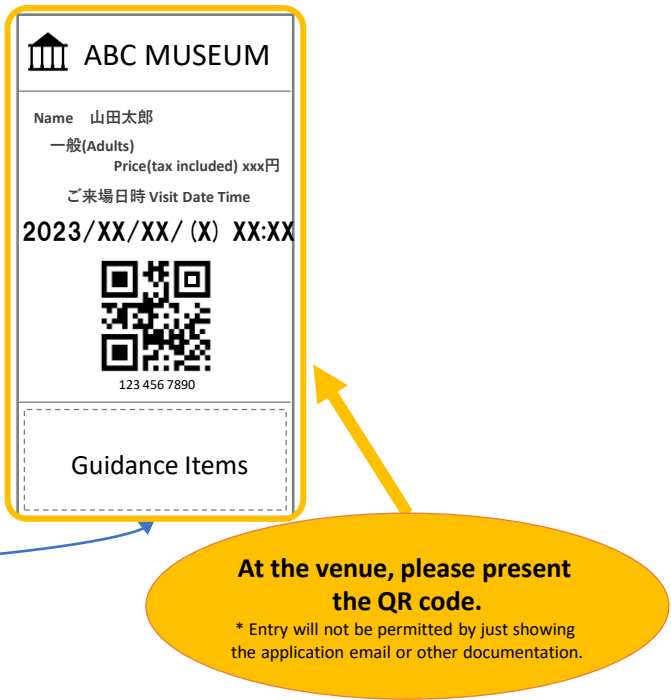 ABC MUSEUM
Name 山田太郎
一般(Adults)
Price(tax included) xxx円
ご来場日時 Visit Date Time
2023/XX/XX/ (X) XX:XX
123 456 7890
Guidance Items
At the venue, please present
the QR code.
* Entry will not be permitted by just showing
the application email or other documentation.